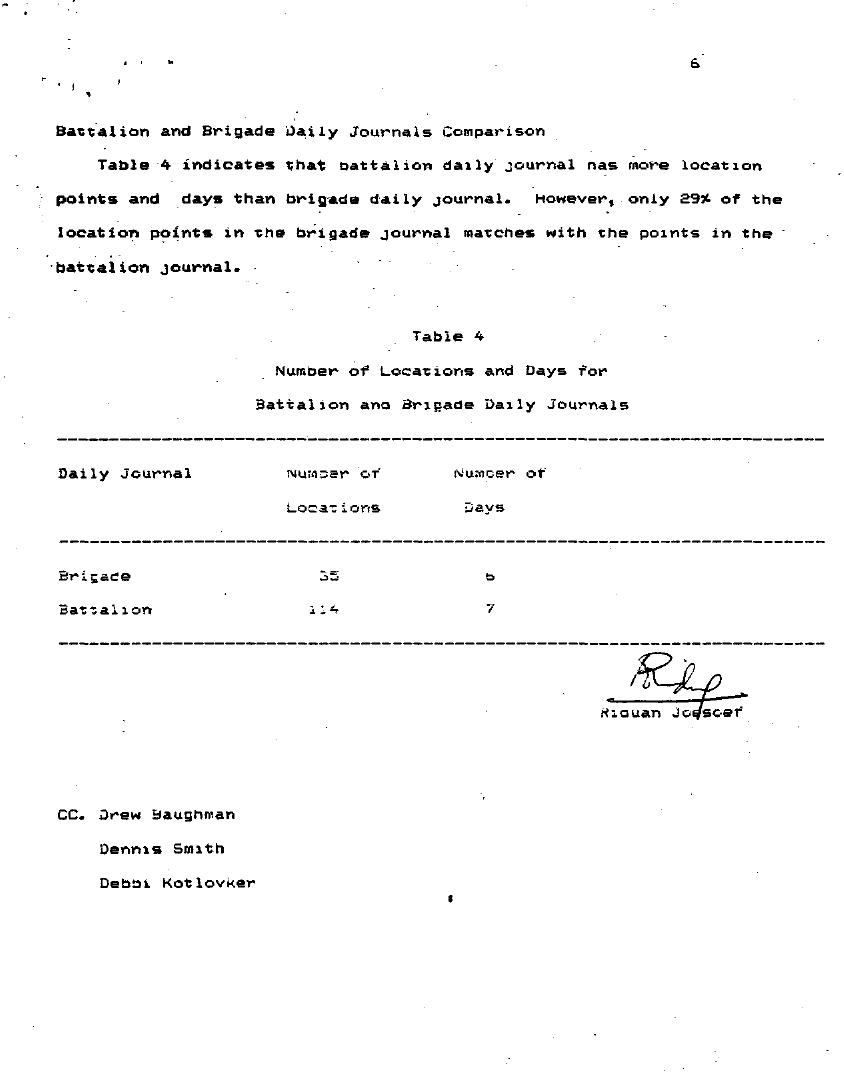 6
Battalion and Brigade Daily Journals Comparison
Table 4 indicates that battalion daily journal has more location
points and days than brigade daily journal. However, only 29% of the
location points in the brigade journal matches with the points in the
battalion journal.
Table 4
Number of Locations and Days for
Battalion and Brigade Daily Journals
Daily Journal Number of Number of
Locations Days
Brigade 35 6
Battalion 114 7
CC. Drew Baughman
Dennis Smith
Debbi Kotlovker